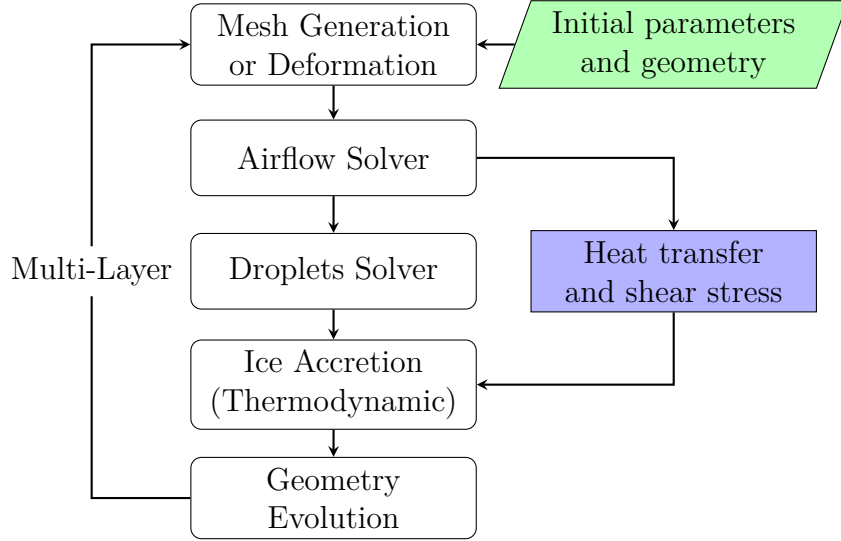 Mesh Generation
or Deformation
Initial parameters
and geometry
Airflow Solver
Multi-Layer
Droplets Solver
Heat transfer
and shear stress
Ice Accretion
(Thermodynamic)
Geometry
Evolution